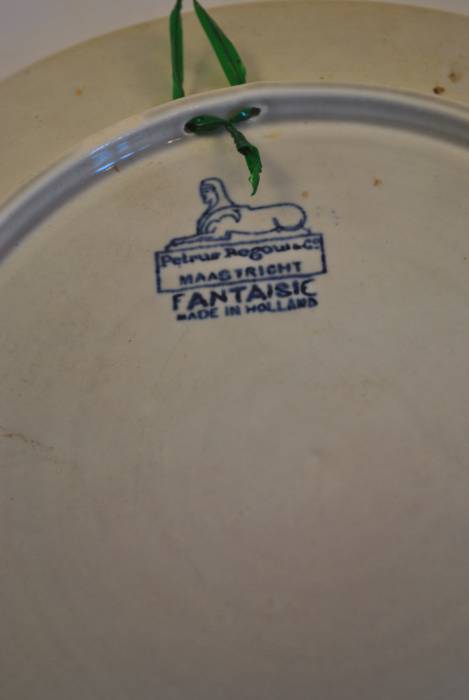 Petrus Regout & Co
MAASTRICHT
FANTAISIE
MADE IN HOLLAND